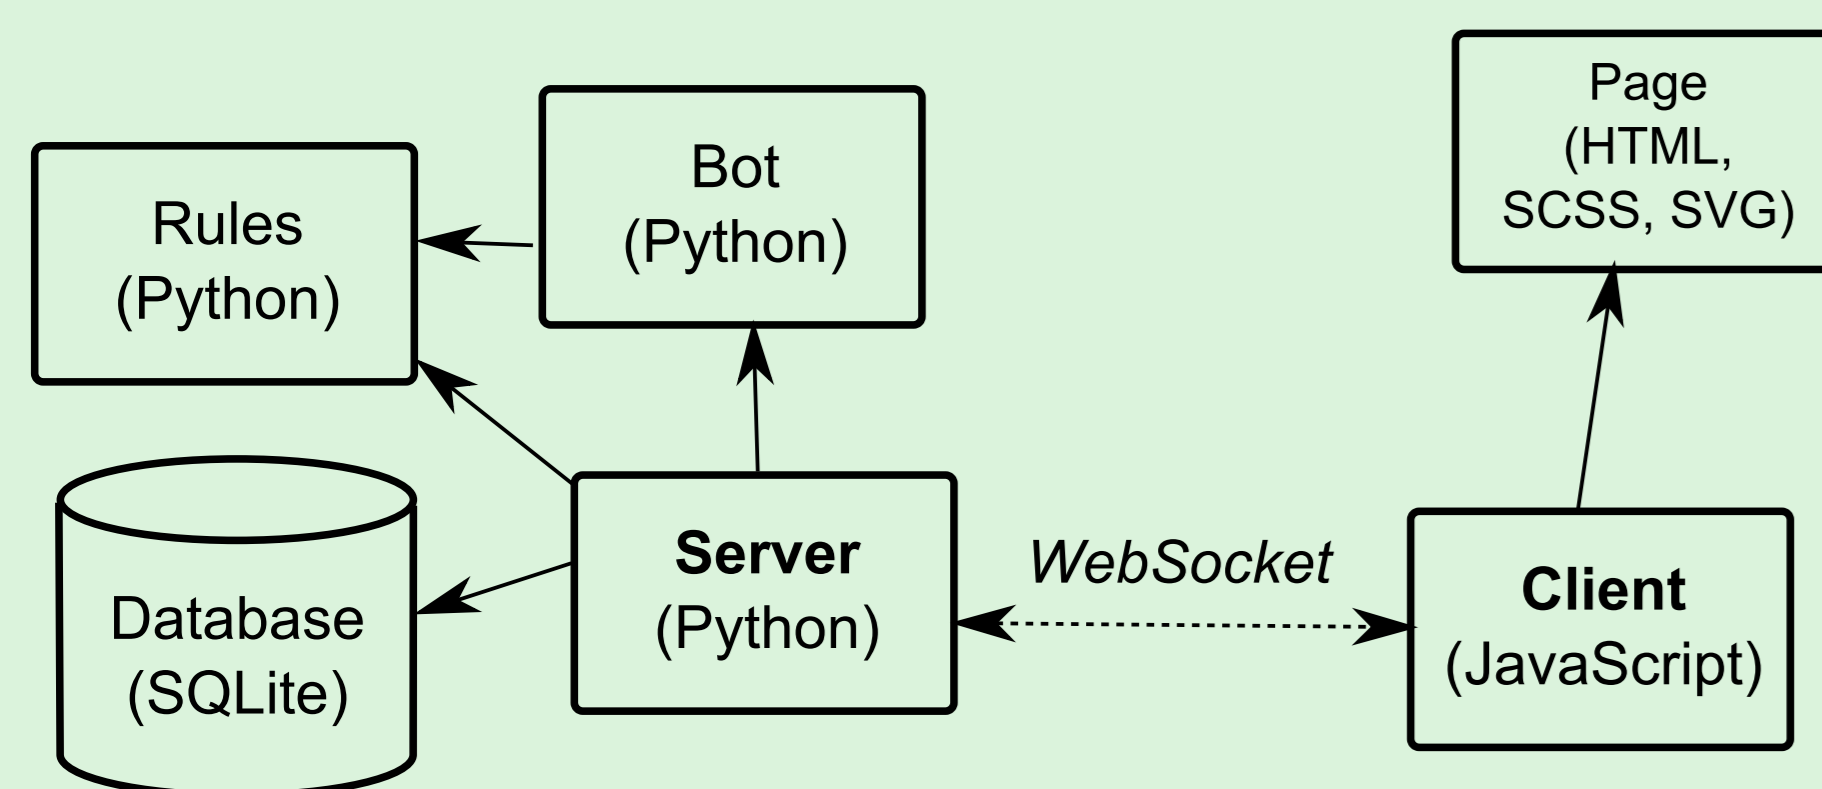 Page
(HTML,
SCSS, SVG)
Bot
(Python)
Rules
(Python)
Server
(Python)
WebSocket
Client
(JavaScript)
Database
(SQLite)